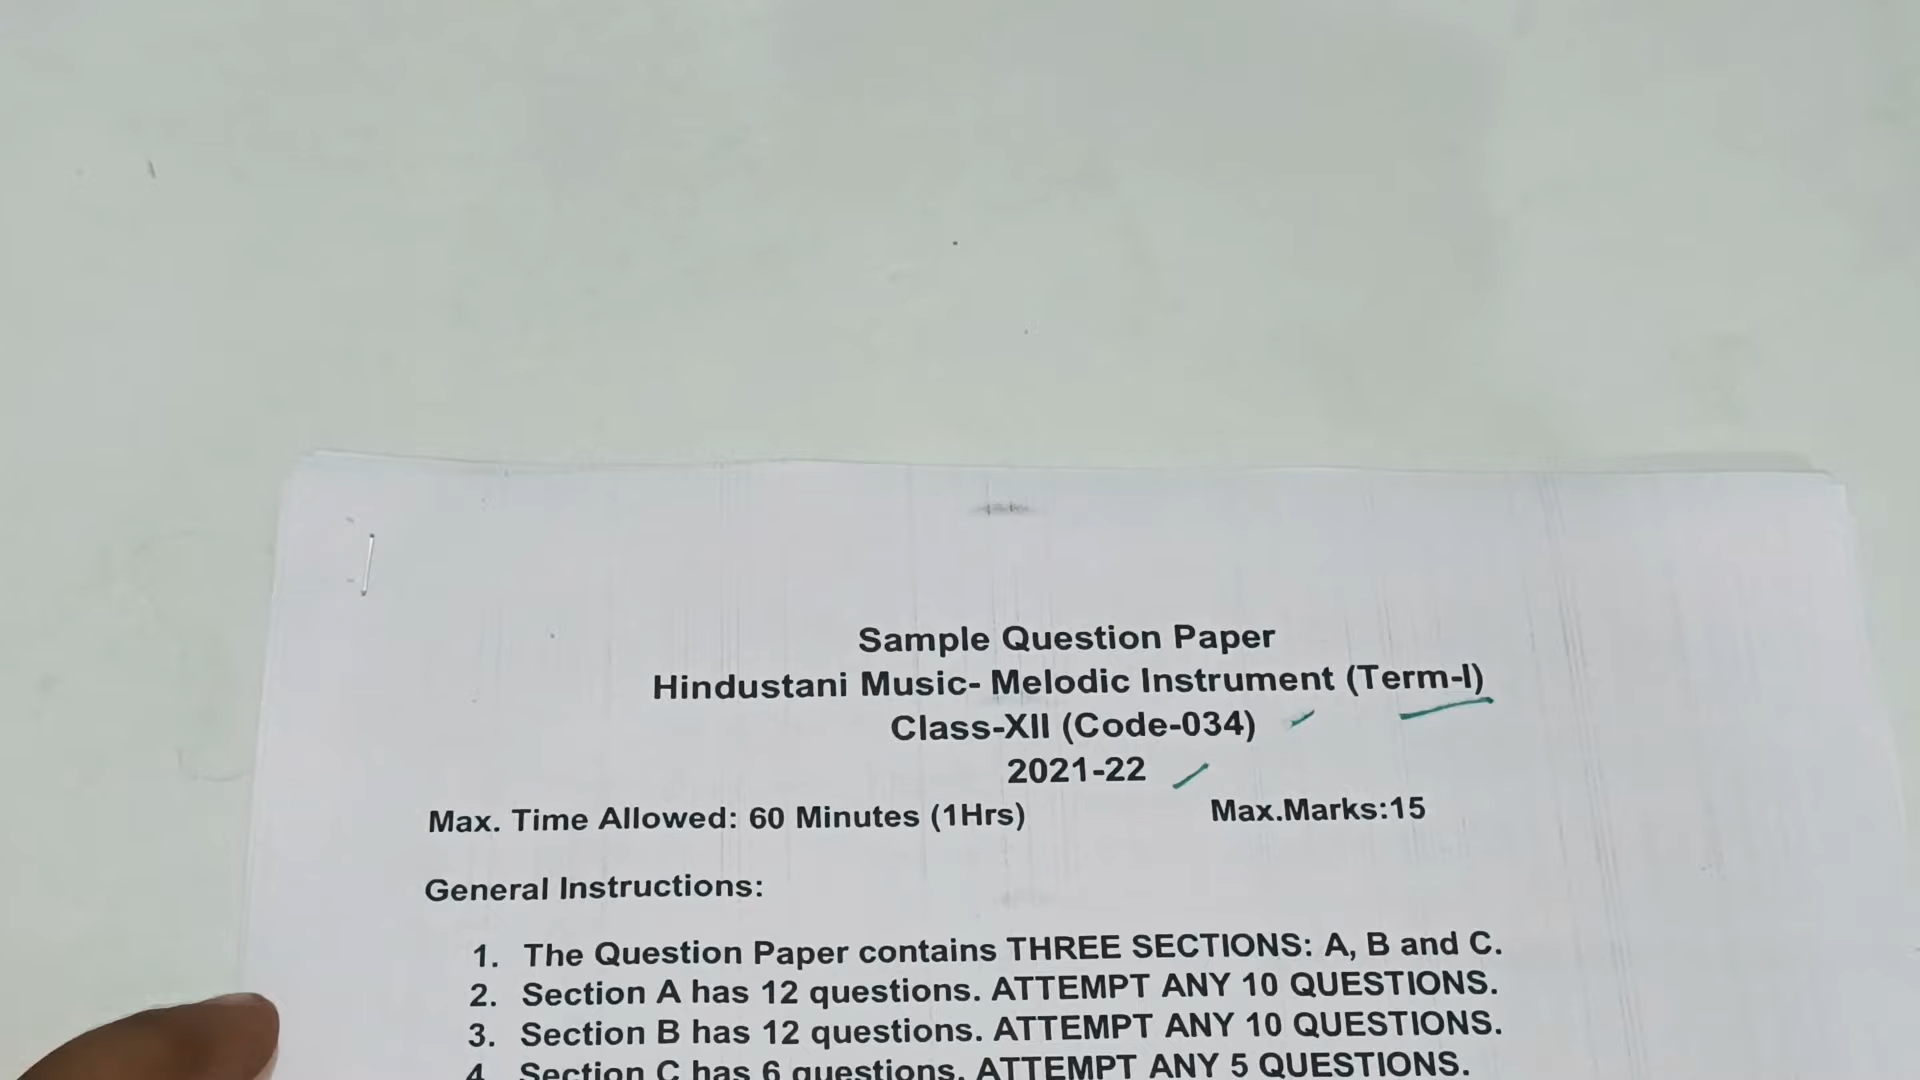 Sample Question Paper
Hindustani Music- Melodic Instrument (Term-I)
Class-XII (Code-034)
2021-22
Max. Time Allowed: 60 Minutes (1Hrs) Max.Marks:15
General Instructions:
1. The Question Paper contains THREE SECTIONS: A, B and C.
2. Section A has 12 questions. ATTEMPT ANY 10 QUESTIONS.
3. Section B has 12 questions. ATTEMPT ANY 10 QUESTIONS.
4. Section C has 6 questions. ATTEMPT ANY 5 QUESTIONS.